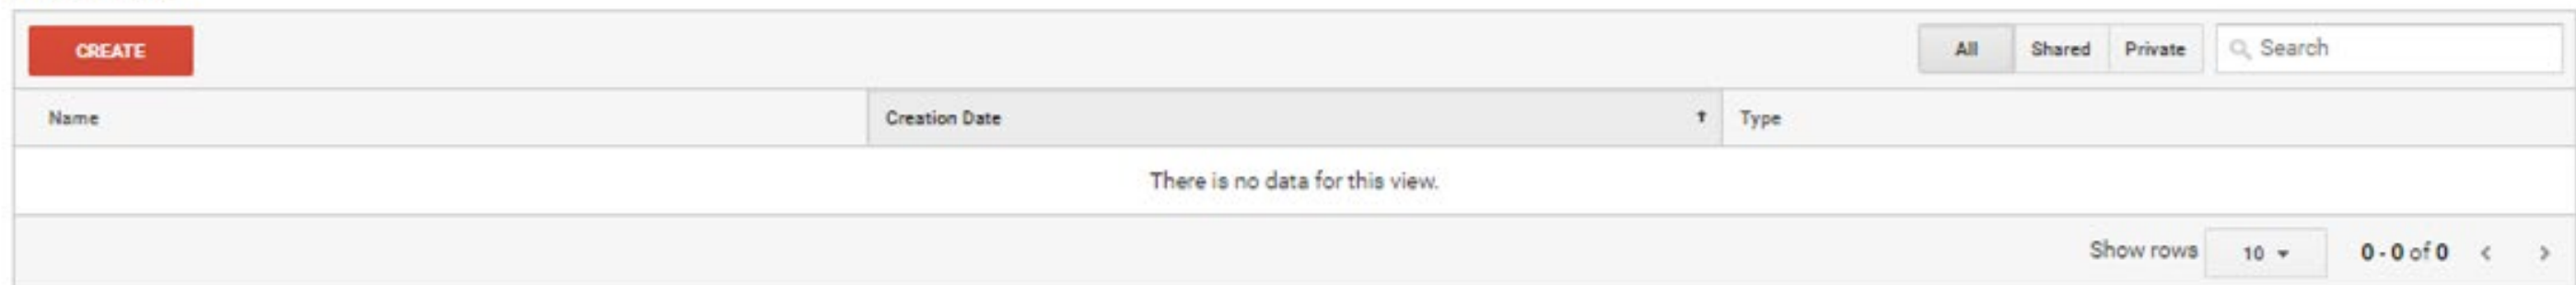 CREATE All Shared Private Search
Name Creation Date ↑ Type
There is no data for this view.
Show rows 10 0 - 0 of 0 < >